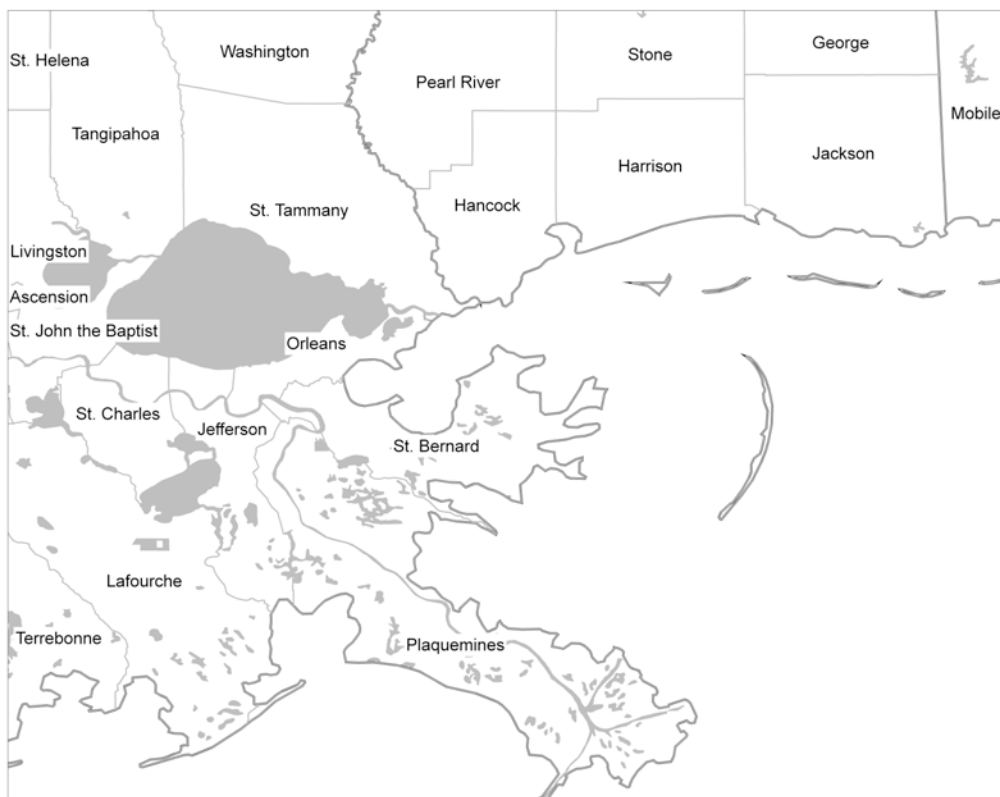 St. Helena
Washington
Pearl River
Stone
George
Mobile
Tangipahoa
Harrison
Jackson
St. Tammany
Hancock
Livingston
Ascension
St. John the Baptist
Orleans
St. Charles
Jefferson
St. Bernard
Lafourche
Terrebonne
Plaquemines